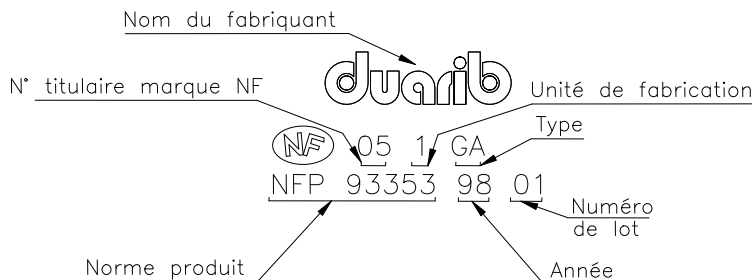 Nom du fabriquant
duarib
N° titulaire marque NF
Unité de fabrication
NF 05 1 GA
Type
NFP 93353 98 01
Numéro
de lot
Norme produit
Année